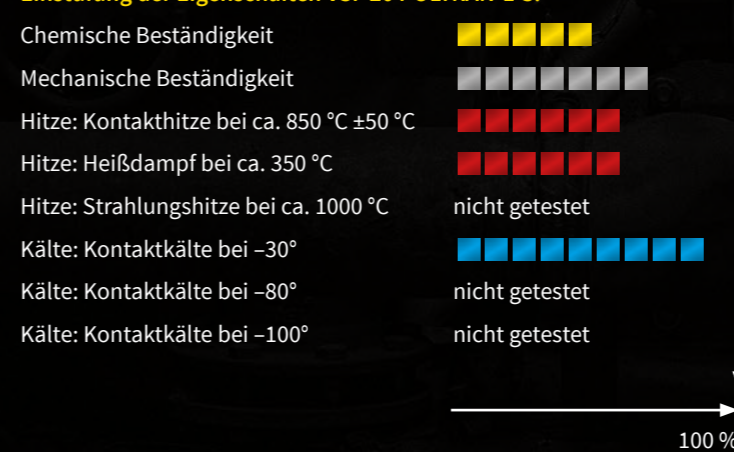 Chemische Beständigkeit
Mechanische Beständigkeit
Hitze: Kontakthitze bei ca. 850 °C ±50 °C
Hitze: Heißdampf bei ca. 350 °C
Hitze: Strahlungshitze bei ca. 1000 °C nicht getestet
Kälte: Kontaktkälte bei –30°
Kälte: Kontaktkälte bei –80° nicht getestet
Kälte: Kontaktkälte bei –100° nicht getestet
100 %